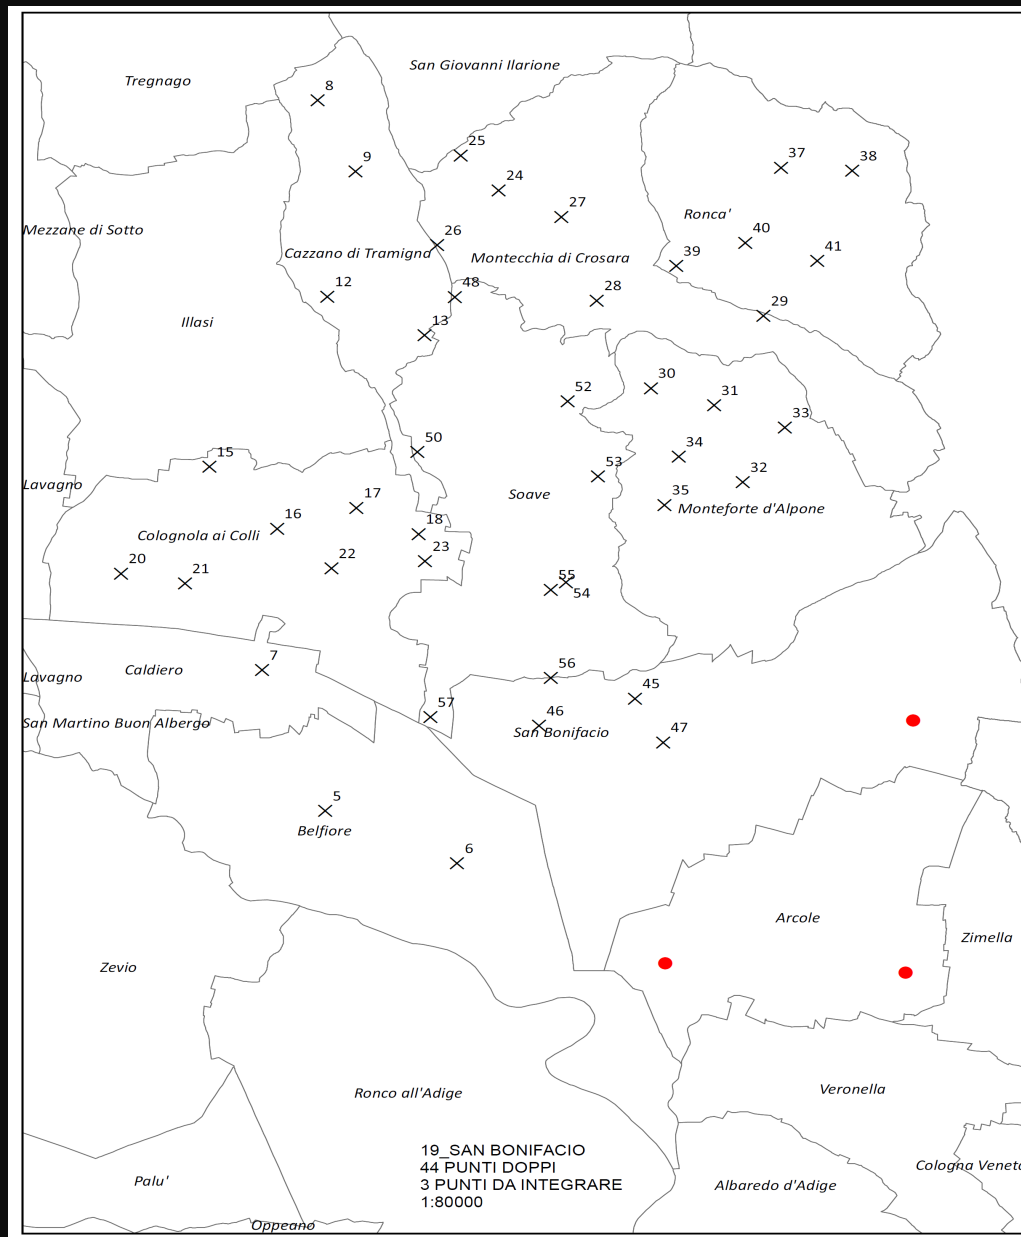 San Giovanni Ilarione
Tregnago
8
25
9
37
38
24
27
Ronca'
Mezzane di Sotto
26
40
Cazzano di Tramigna
Montecchia di Crosara
39
41
12
48
28
29
Illasi
13
30
52
31
33
50
34
15
53
32
Lavagno
17
Soave
35
Monteforte d'Alpone
16
18
Colognola ai Colli
23
22
20
21
55
54
7
56
Caldiero
Lavagno
45
57
46
San Martino Buon Albergo
San Bonifacio
47
5
Belfiore
6
Arcole
Zimella
Zevio
Veronella
Ronco all'Adige
19_SAN BONIFACIO
44 PUNTI DOPPI
3 PUNTI DA INTEGRARE
1:80000
Cologna Veneta
Palu'
Albaredo d'Adige
Oppeano